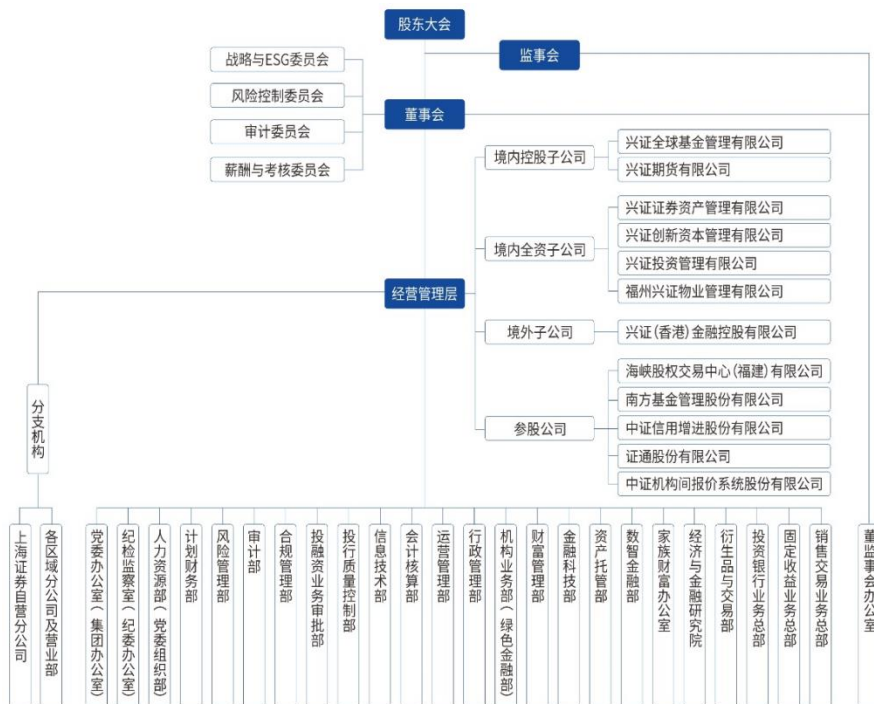 股东大会
监事会
战略与ESG委员会
风险控制委员会
审计委员会
薪酬与考核委员会
董事会
境内控股子公司
兴证全球基金管理有限公司
兴证期货有限公司
境内全资子公司
兴证证券资产管理有限公司
兴证创新资本管理有限公司
兴证投资管理有限公司
福州兴证物业管理有限公司
经营管理层
境外子公司
兴证(香港)金融控股有限公司
参股公司
海峡股权交易中心(福建)有限公司
南方基金管理股份有限公司
中证信用增进股份有限公司
证通股份有限公司
中证机构间报价系统股份有限公司
分支机构
上海证券自营分公司
各区域分公司及营业部
党委办公室(集团办公室)
纪检监察室(纪委办公室)
人力资源部(党委组织部)
计划财务部
风险管理部
审计部
合规管理部
投融资业务审批部
投行质量控制部
信息技术部
会计核算部
运营管理部
行政管理部
机构业务部(绿色金融部)
财富管理部
金融科技部
资产托管部
数智金融部
家族财富办公室
经济与金融研究院
衍生品与交易部
投资银行业务总部
固定收益业务总部
销售交易业务总部
董监事会办公室